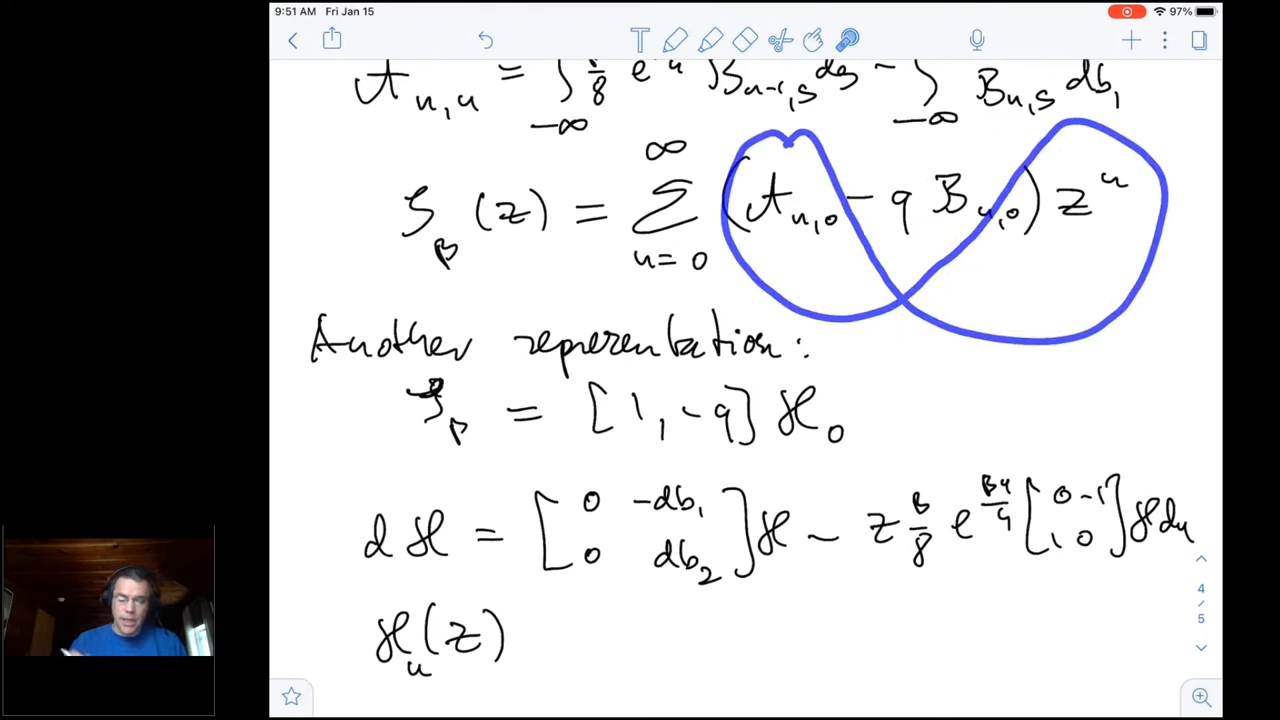 9:51 AM Fri Jan 15
97%
𝒜_{u,u} = ∫_{-∞} 1/8 e^u B_{u-1,s} ds - ∫_{-∞} B_{u,s} db_1
ζ_β (z) = ∑_{u=0}^{∞} (𝒜_{u,0} - q B_{u,0}) z^u
Another representation:
ζ_β = [1, -q] ℋ_0
dℋ = [0 -db_1; 0 db_2] ℋ - z β/8 e^{βu/4} [0 -1; 1 0] ℋ du
ℋ_u(z)
4
/
5